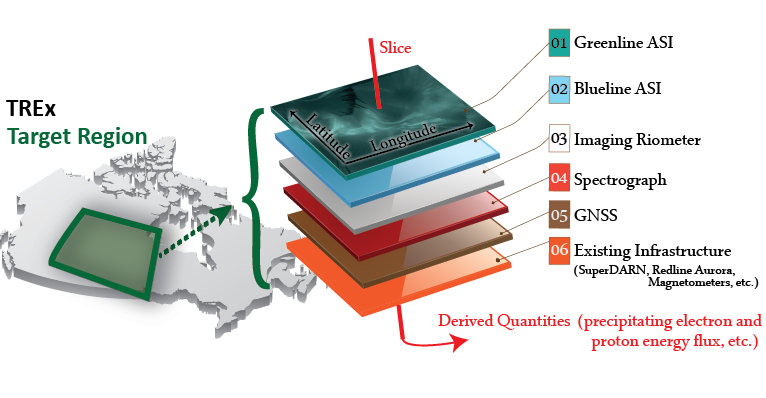 TREx
Target Region
Slice
Latitude
Longitude
01 Greenline ASI
02 Blueline ASI
03 Imaging Riometer
04 Spectrograph
05 GNSS
06 Existing Infrastructure
(SuperDARN, Redline Aurora,
Magnetometers, etc.)
Derived Quantities (precipitating electron and
proton energy flux, etc.)